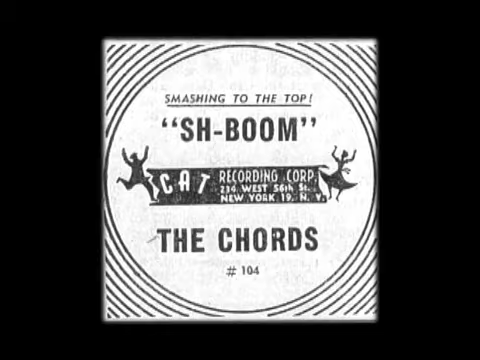 SMASHING TO THE TOP!
"SH-BOOM"
CAT RECORDING CORP.
234 WEST 56th St.
NEW YORK 19, N. Y.
THE CHORDS
# 104